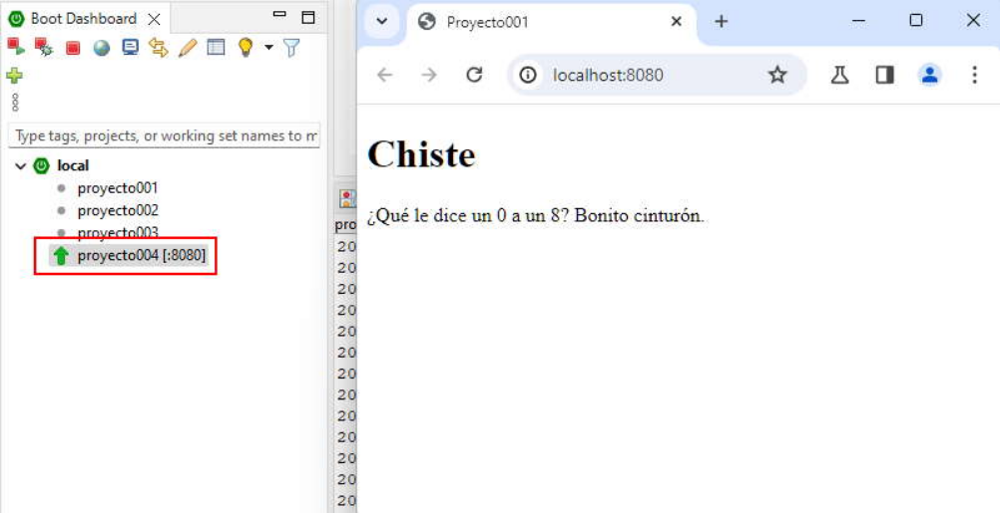 Boot Dashboard
Type tags, projects, or working set names to m
local
proyecto001
proyecto002
proyecto003
proyecto004 [:8080]
pro
20
20
20
20
20
20
20
20
20
20
20
20
20
Proyecto001
localhost:8080
Chiste
¿Qué le dice un 0 a un 8? Bonito cinturón.